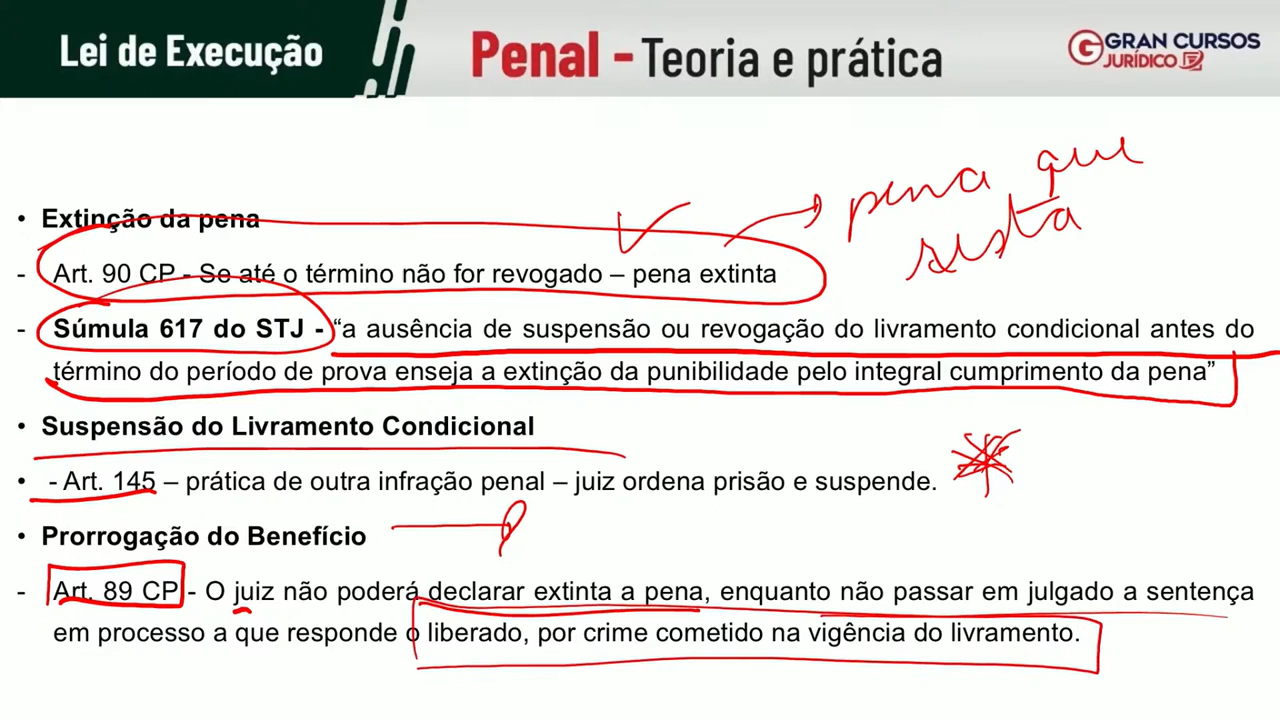 Lei de Execução Penal - Teoria e prática
GRAN CURSOS
JURÍDICO
pena que
resta
• Extinção da pena
- Art. 90 CP - Se até o término não for revogado – pena extinta
- Súmula 617 do STJ - “a ausência de suspensão ou revogação do livramento condicional antes do
término do período de prova enseja a extinção da punibilidade pelo integral cumprimento da pena”
• Suspensão do Livramento Condicional
• - Art. 145 – prática de outra infração penal – juiz ordena prisão e suspende.
• Prorrogação do Benefício
- Art. 89 CP - O juiz não poderá declarar extinta a pena, enquanto não passar em julgado a sentença
em processo a que responde o liberado, por crime cometido na vigência do livramento.